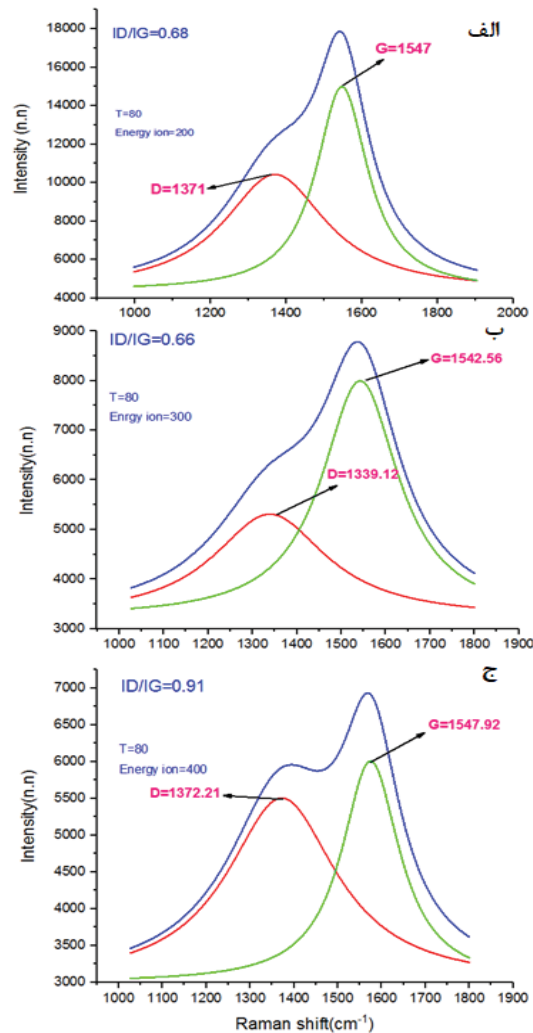 ID/IG=0.68
الف
G=1547
T=80
Energy ion=200
D=1371
Intensity (n.n)
18000
16000
14000
12000
10000
8000
6000
4000
1000 1200 1400 1600 1800 2000
ID/IG=0.66
ب
G=1542.56
T=80
Enrgy ion=300
D=1339.12
Intensity(n.n)
9000
8000
7000
6000
5000
4000
3000
1000 1100 1200 1300 1400 1500 1600 1700 1800 1900
ID/IG=0.91
ج
G=1547.92
T=80
Energy ion=400
D=1372.21
Intensity(n.n)
7000
6500
6000
5500
5000
4500
4000
3500
3000
1000 1100 1200 1300 1400 1500 1600 1700 1800 1900
Raman shift(cm⁻¹)